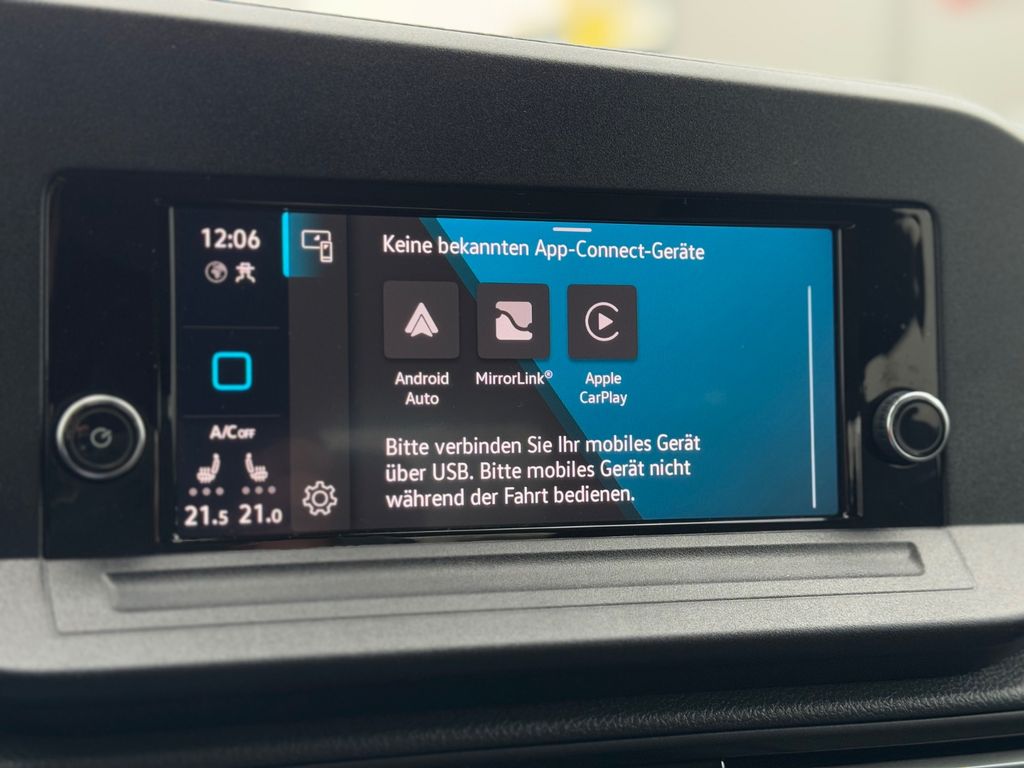 12:06
Keine bekannten App-Connect-Geräte
Android
Auto
MirrorLink®
Apple
CarPlay
A/C OFF
21.5 21.0
Bitte verbinden Sie Ihr mobiles Gerät
über USB. Bitte mobiles Gerät nicht
während der Fahrt bedienen.